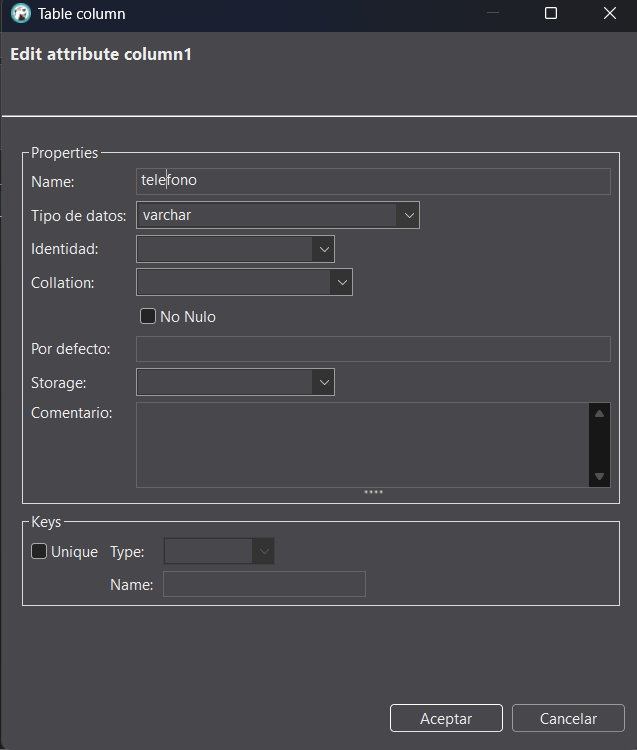 Table column
Edit attribute column1
Properties
Name: telefono
Tipo de datos: varchar
Identidad:
Collation:
No Nulo
Por defecto:
Storage:
Comentario:
Keys
Unique Type:
Name:
Aceptar Cancelar